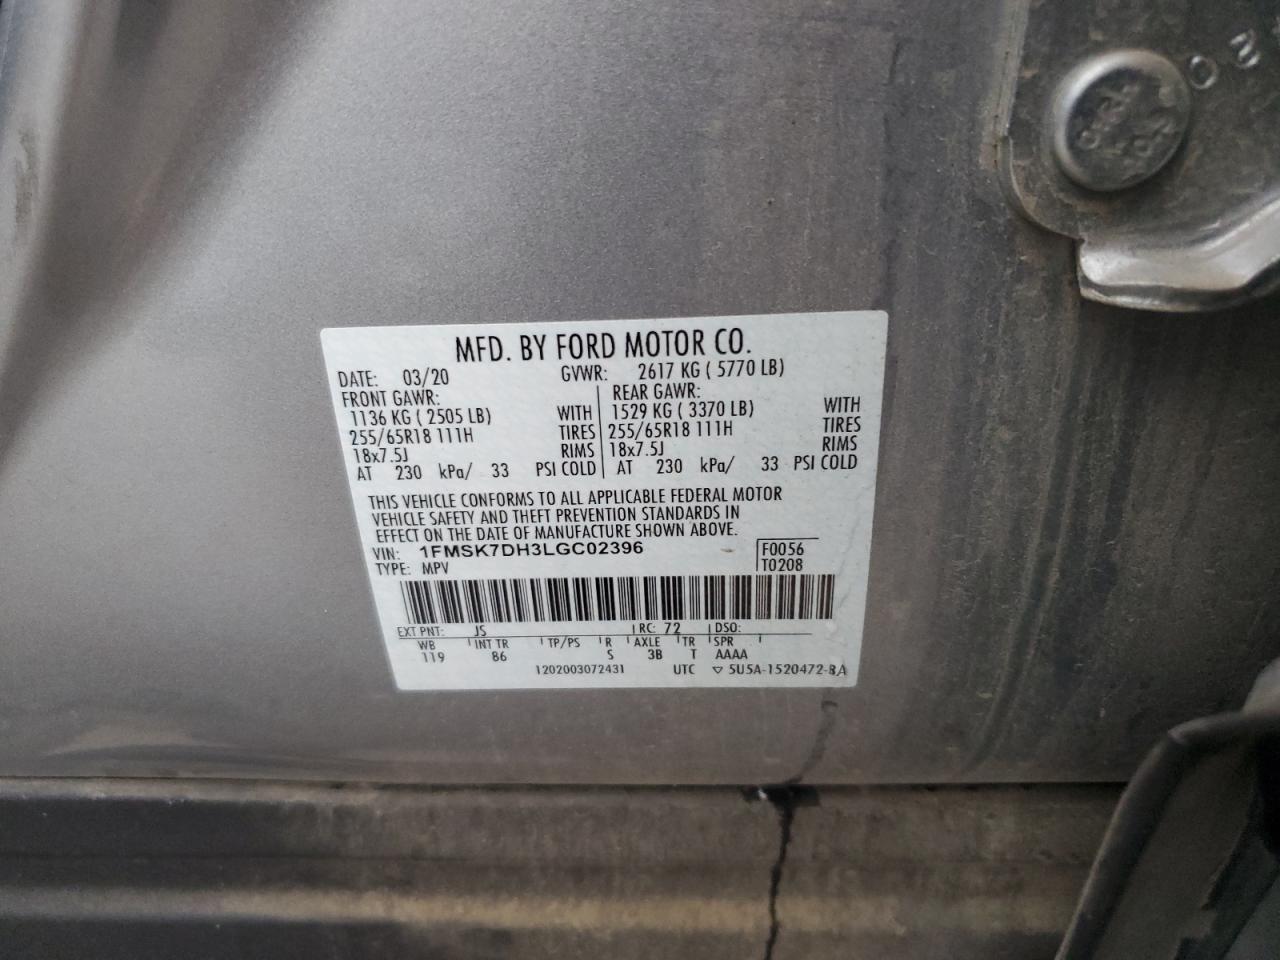 MFD. BY FORD MOTOR CO.
DATE: 03/20 GVWR: 2617 KG ( 5770 LB)
FRONT GAWR: REAR GAWR:
1136 KG ( 2505 LB) WITH 1529 KG ( 3370 LB) WITH
255/65R18 111H TIRES 255/65R18 111H TIRES
18x7.5J RIMS 18x7.5J RIMS
AT 230 kPa/ 33 PSI COLD AT 230 kPa/ 33 PSI COLD
THIS VEHICLE CONFORMS TO ALL APPLICABLE FEDERAL MOTOR
VEHICLE SAFETY AND THEFT PREVENTION STANDARDS IN
EFFECT ON THE DATE OF MANUFACTURE SHOWN ABOVE.
VIN: 1FMSK7DH3LGC02396 F0056
TYPE: MPV T0208
EXT PNT: JS RC: 72 DSO:
WB INT TR TP/PS R AXLE TR SPR
119 86 S 3B T AAAA
1202003072431 UTC ▽ 5U5A-1520472-BA